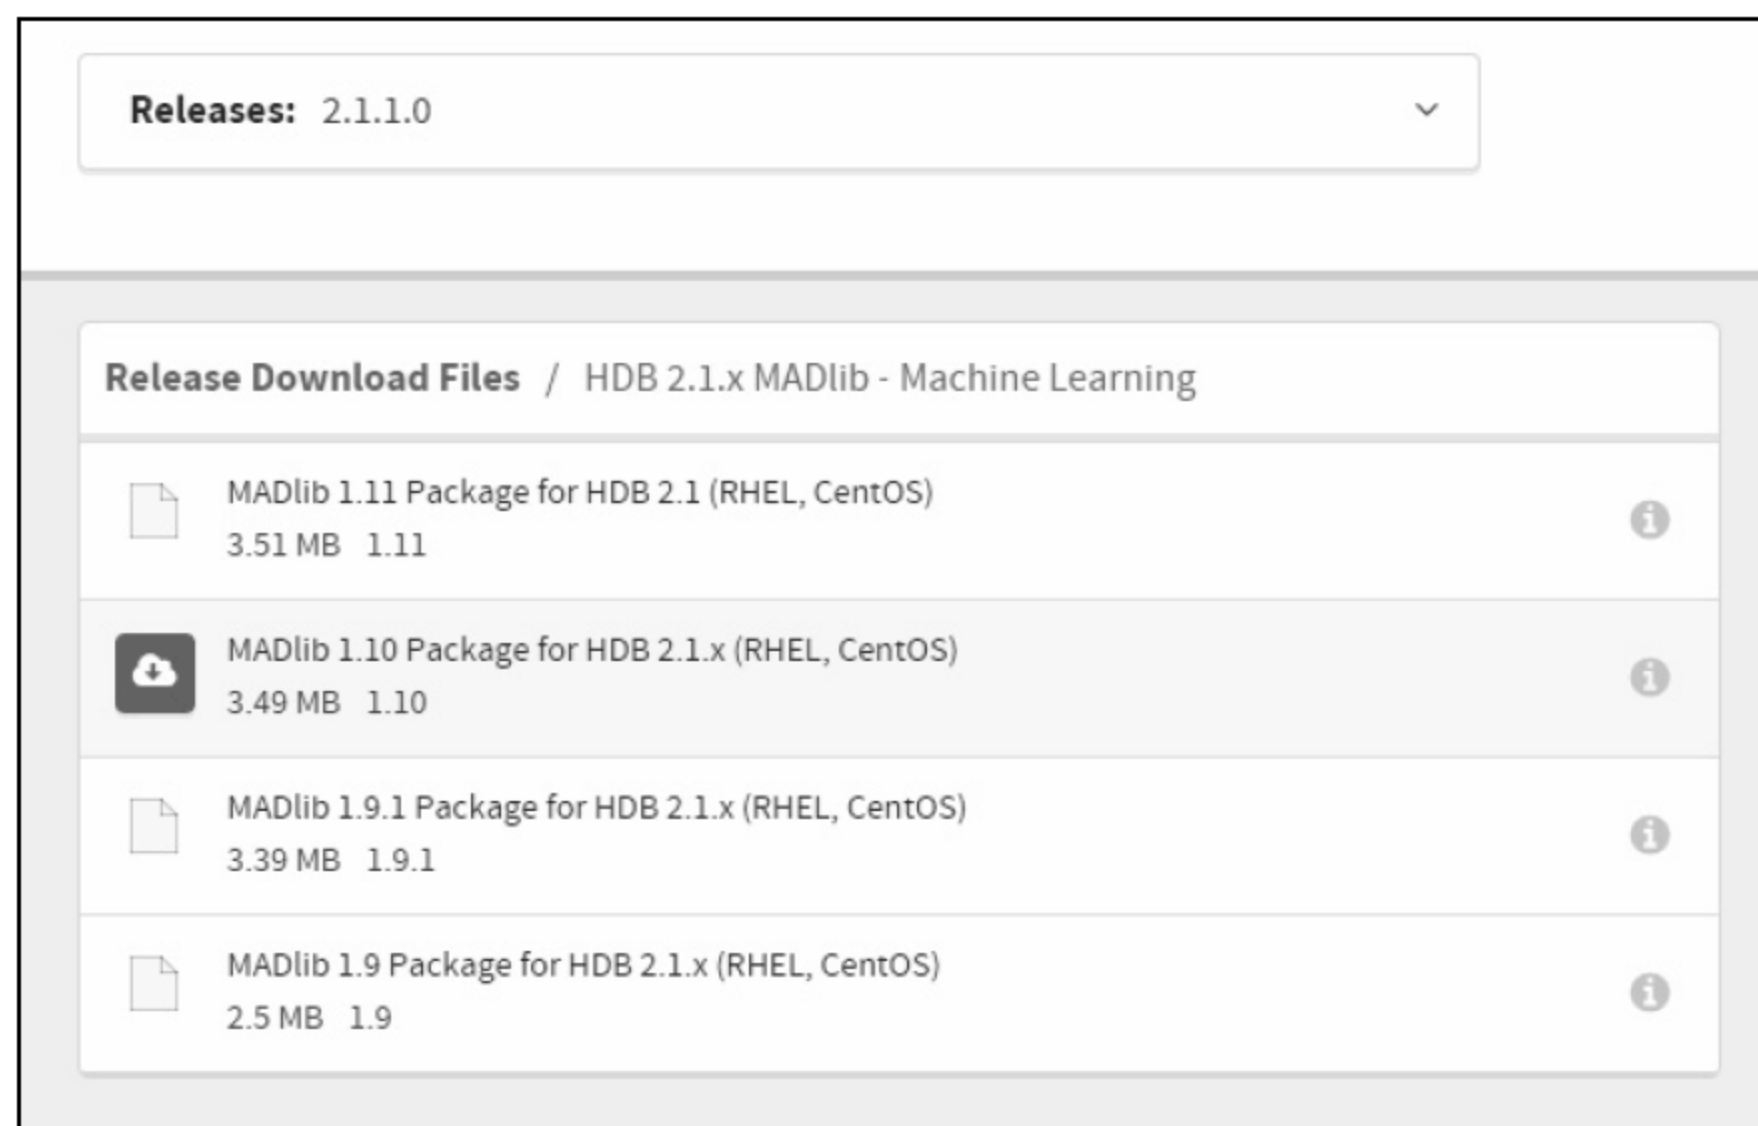 Releases: 2.1.1.0
Release Download Files / HDB 2.1.x MADlib - Machine Learning
MADlib 1.11 Package for HDB 2.1 (RHEL, CentOS)
3.51 MB 1.11
MADlib 1.10 Package for HDB 2.1.x (RHEL, CentOS)
3.49 MB 1.10
MADlib 1.9.1 Package for HDB 2.1.x (RHEL, CentOS)
3.39 MB 1.9.1
MADlib 1.9 Package for HDB 2.1.x (RHEL, CentOS)
2.5 MB 1.9